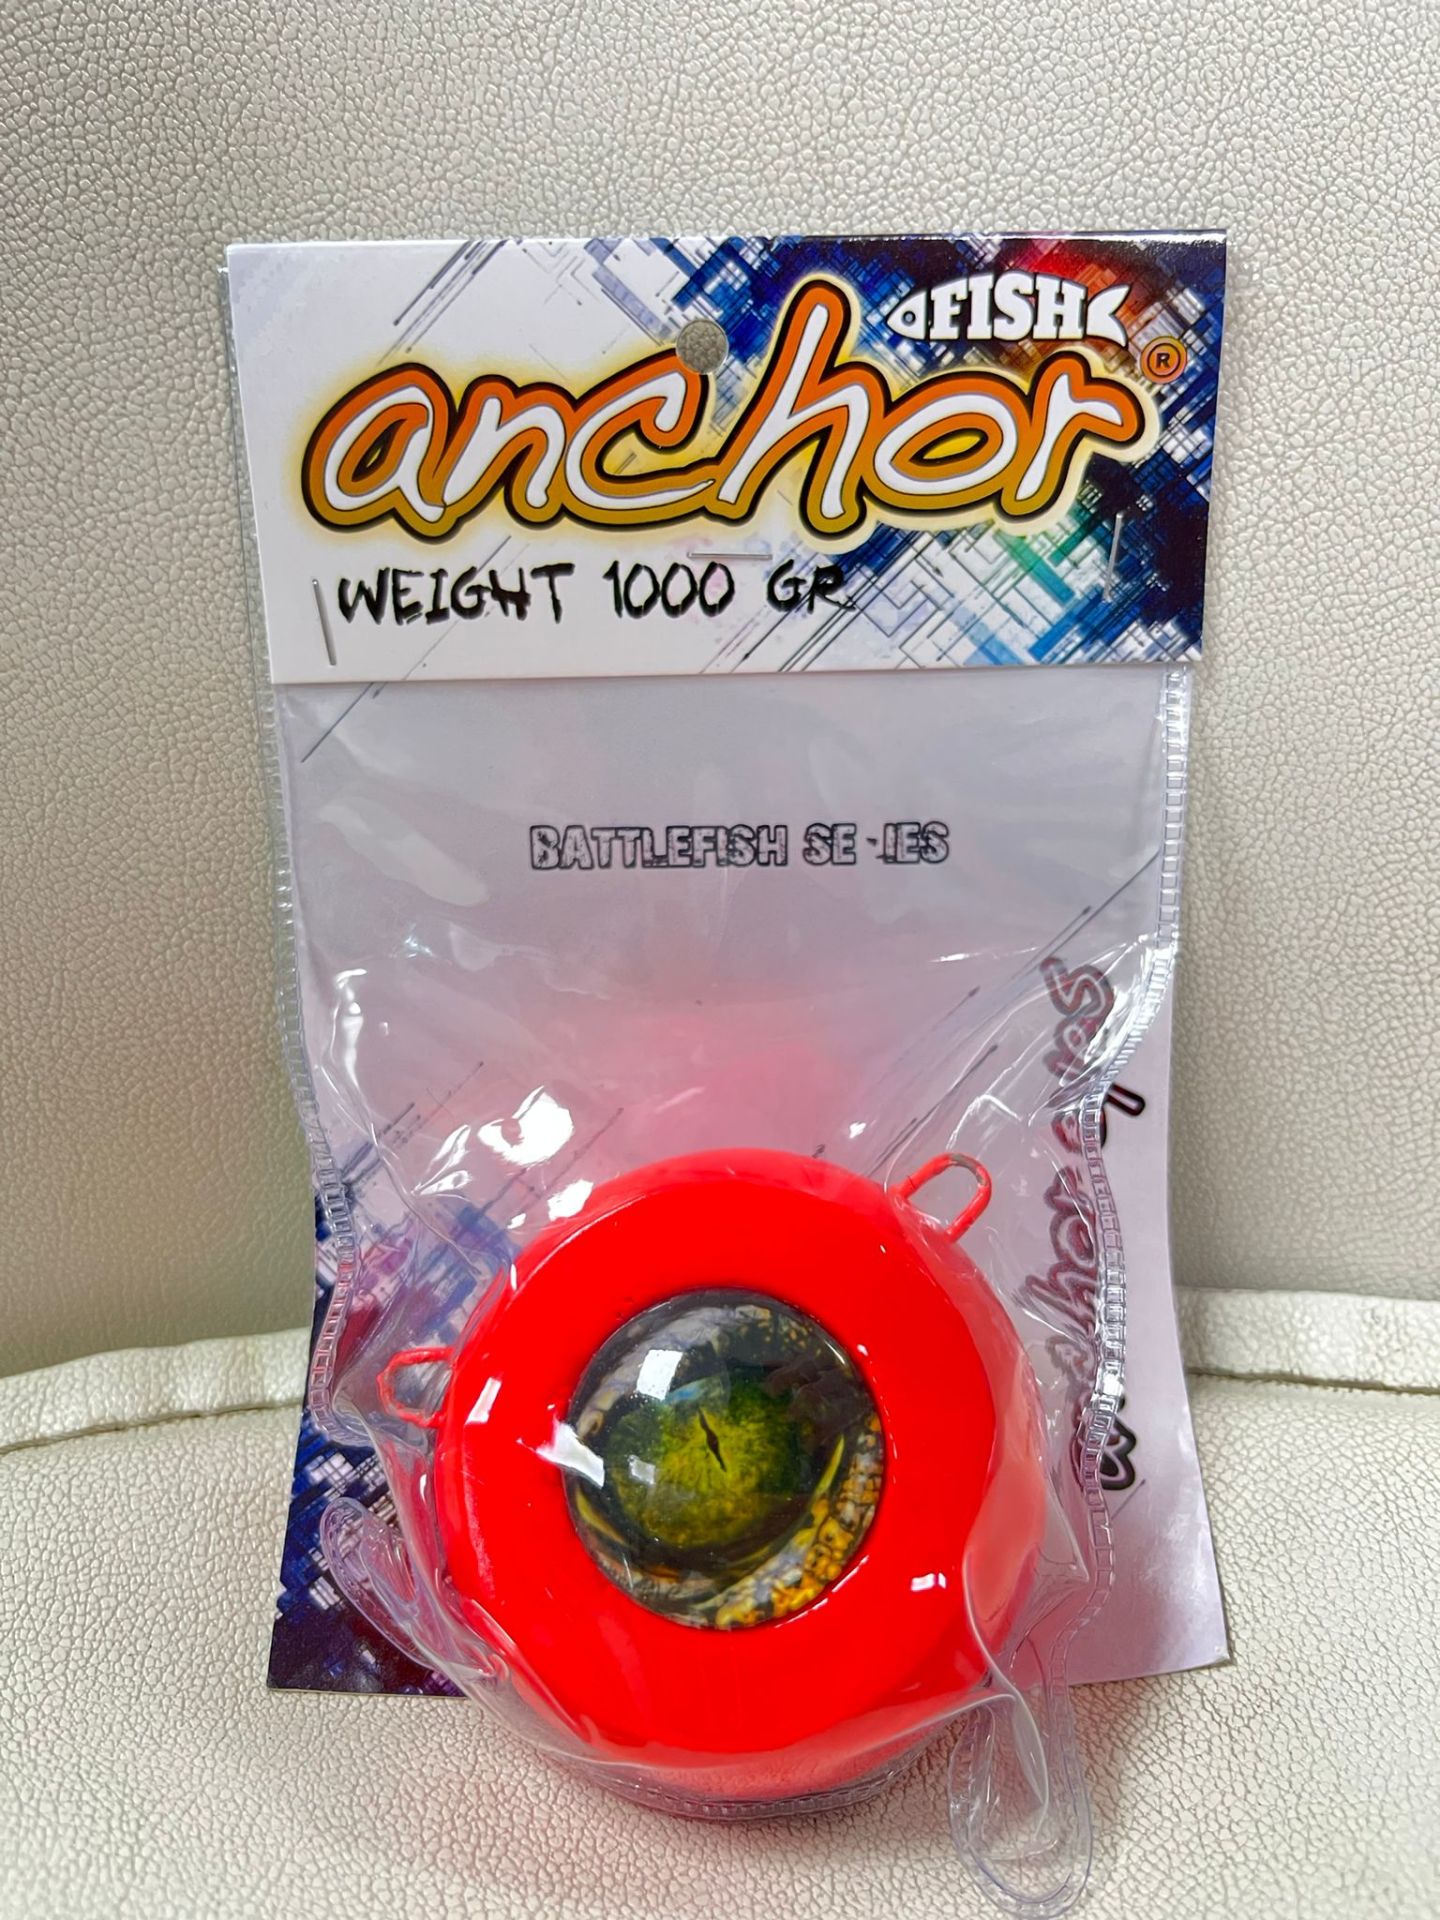 FISH
anchor
®
WEIGHT 1000 GR.
BATTLEFISH SE IES